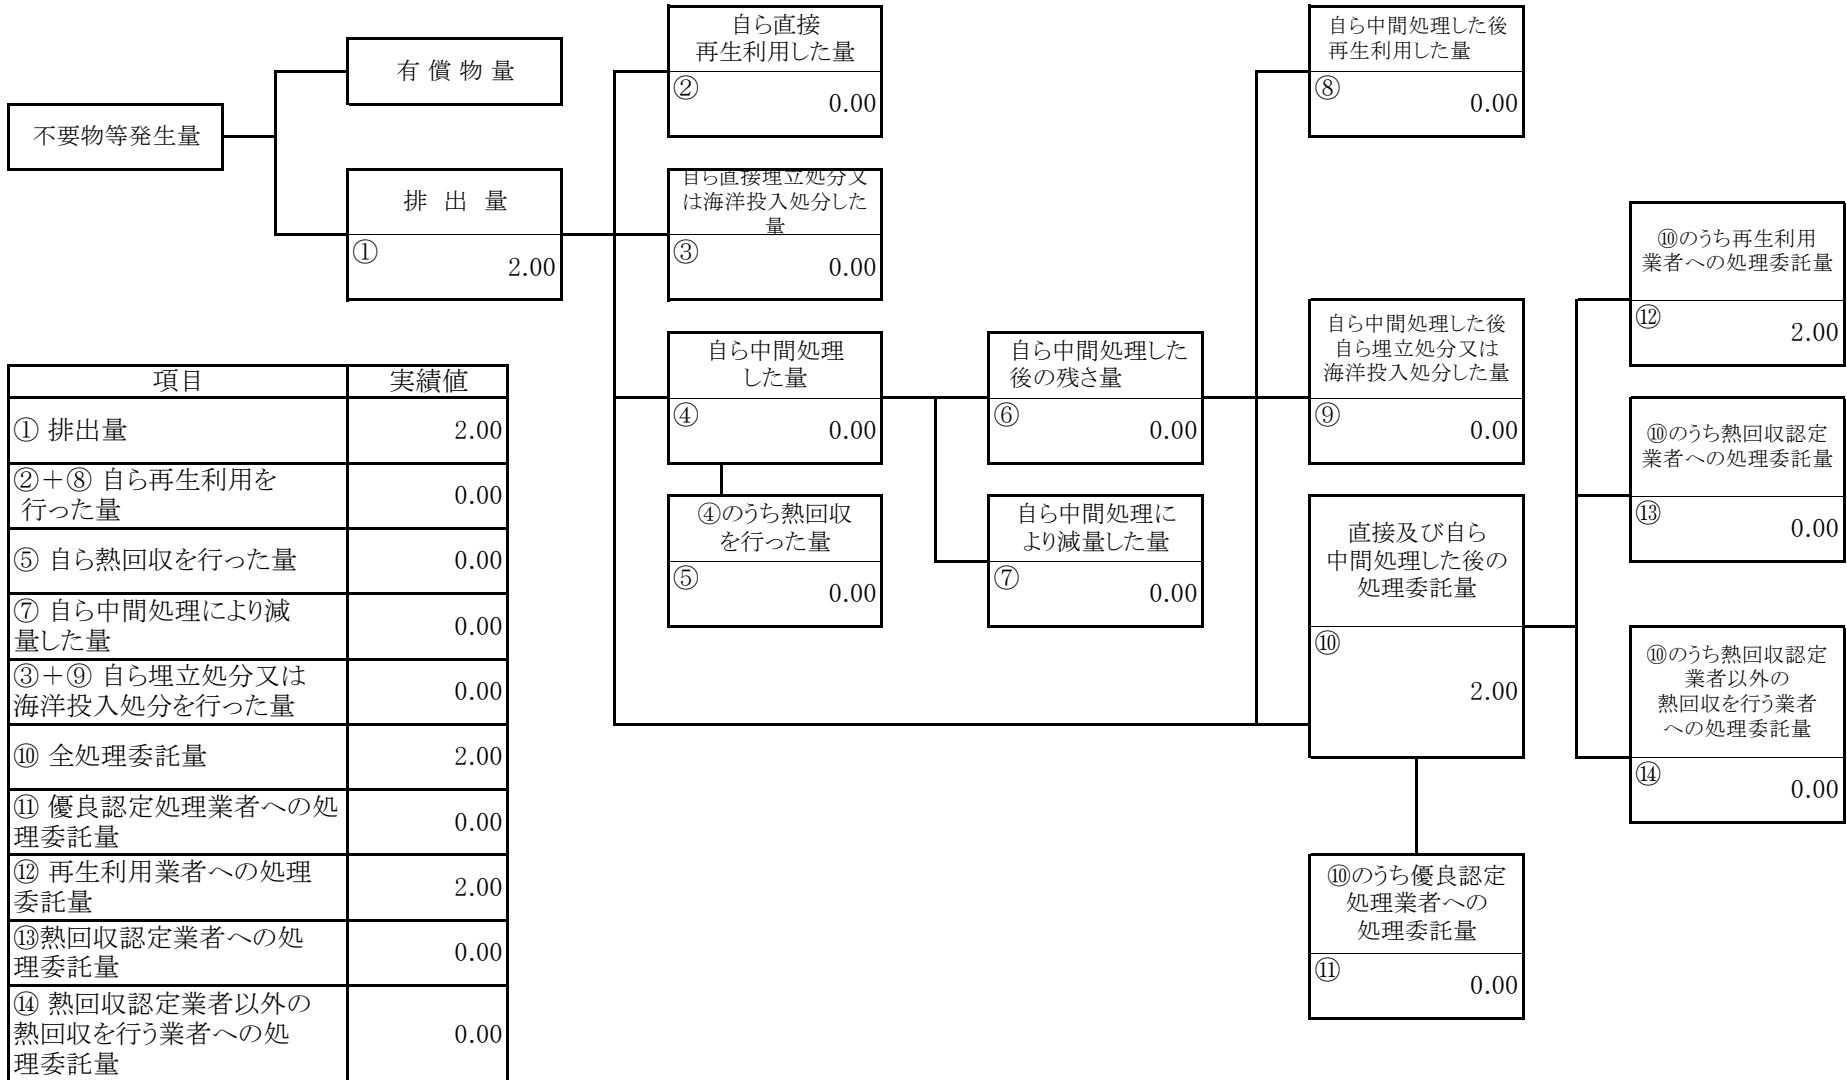 不要物等発生量
有 償 物 量
排 出 量
①
2.00
自ら直接
再生利用した量
②
0.00
自ら直接埋立処分又
は海洋投入処分した
量
③
0.00
自ら中間処理
した量
④
0.00
④のうち熱回収
を行った量
⑤
0.00
自ら中間処理した
後の残さ量
⑥
0.00
自ら中間処理に
より減量した量
⑦
0.00
自ら中間処理した後
再生利用した量
⑧
0.00
自ら中間処理した後
自ら埋立処分又は
海洋投入処分した量
⑨
0.00
直接及び自ら
中間処理した後の
処理委託量
⑩
2.00
⑩のうち優良認定
処理業者への
処理委託量
⑪
0.00
⑩のうち再生利用
業者への処理委託量
⑫
2.00
⑩のうち熱回収認定
業者への処理委託量
⑬
0.00
⑩のうち熱回収認定
業者以外の
熱回収を行う業者
への処理委託量
⑭
0.00
項目 実績値
① 排出量 2.00
②+⑧ 自ら再生利用を
行った量 0.00
⑤ 自ら熱回収を行った量 0.00
⑦ 自ら中間処理により減
量した量 0.00
③+⑨ 自ら埋立処分又は
海洋投入処分を行った量 0.00
⑩ 全処理委託量 2.00
⑪ 優良認定処理業者への処
理委託量 0.00
⑫ 再生利用業者への処理
委託量 2.00
⑬熱回収認定業者への処
理委託量 0.00
⑭ 熱回収認定業者以外の
熱回収を行う業者への処
理委託量 0.00